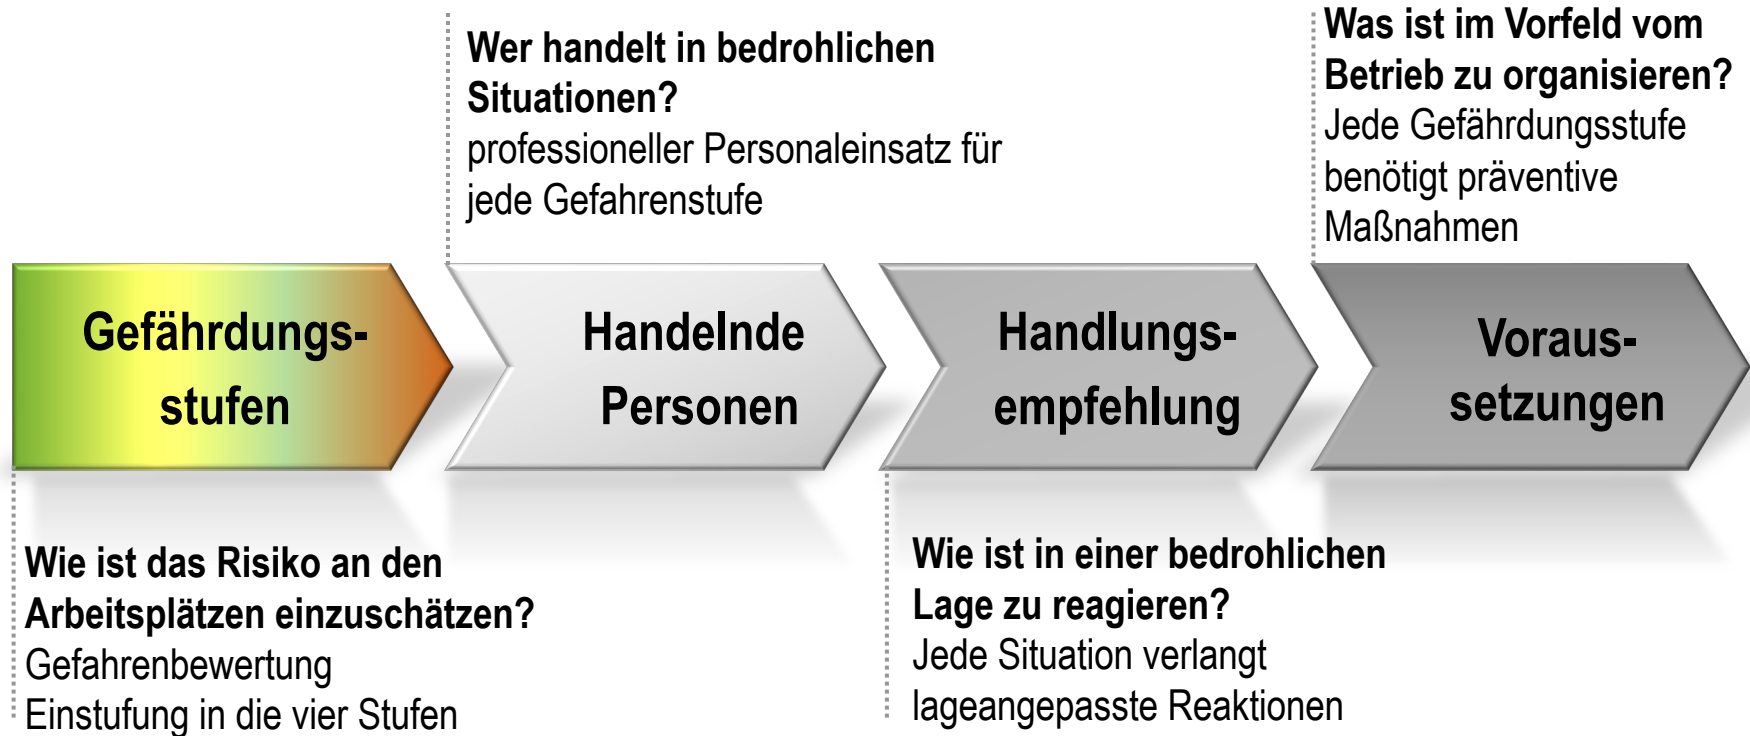 Wer handelt in bedrohlichen
Situationen?
professioneller Personaleinsatz für
jede Gefahrenstufe
Was ist im Vorfeld vom
Betrieb zu organisieren?
Jede Gefährdungsstufe
benötigt präventive
Maßnahmen
Gefährdungs-
stufen
Handelnde
Personen
Handlungs-
empfehlung
Voraus-
setzungen
Wie ist das Risiko an den
Arbeitsplätzen einzuschätzen?
Gefahrenbewertung
Einstufung in die vier Stufen
Wie ist in einer bedrohlichen
Lage zu reagieren?
Jede Situation verlangt
lageangepasste Reaktionen